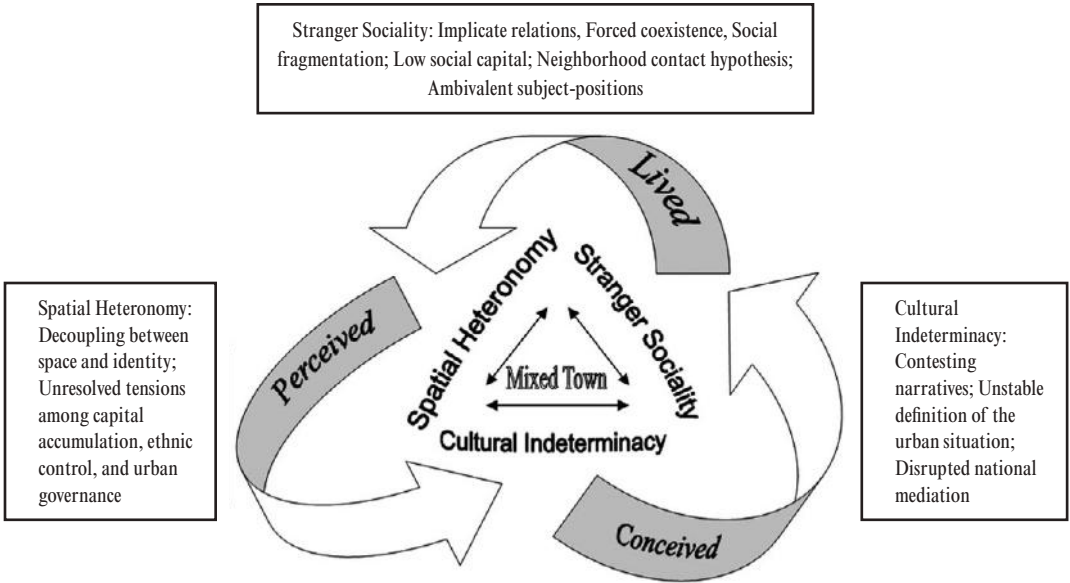 Stranger Sociality: Implicate relations, Forced coexistence, Social
fragmentation; Low social capital; Neighborhood contact hypothesis;
Ambivalent subject-positions
Lived
Spatial Heteronomy:
Decoupling between
space and identity;
Unresolved tensions
among capital
accumulation, ethnic
control, and urban
governance
Perceived
Spatial Heteronomy
Stranger Sociality
Mixed Town
Cultural Indeterminacy
Conceived
Cultural
Indeterminacy:
Contesting
narratives; Unstable
definition of the
urban situation;
Disrupted national
mediation